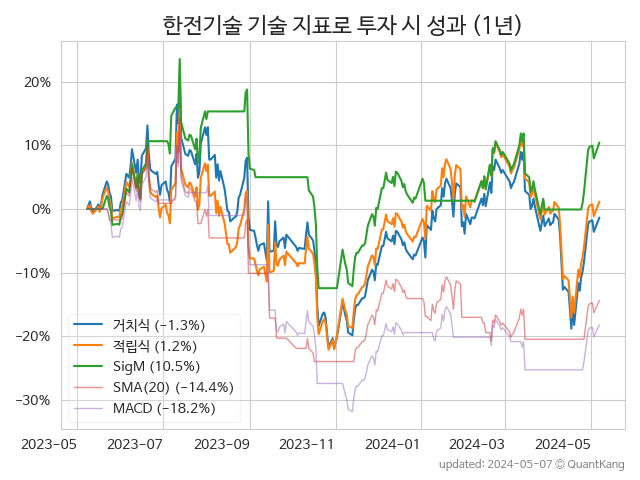 한전기술 기술 지표로 투자 시 성과 (1년)
20%
10%
0%
−10%
−20%
−30%
거치식 (−1.3%)
적립식 (1.2%)
SigM (10.5%)
SMA(20) (−14.4%)
MACD (−18.2%)
2023-05 2023-07 2023-09 2023-11 2024-01 2024-03 2024-05
updated: 2024-05-07 © QuantKang